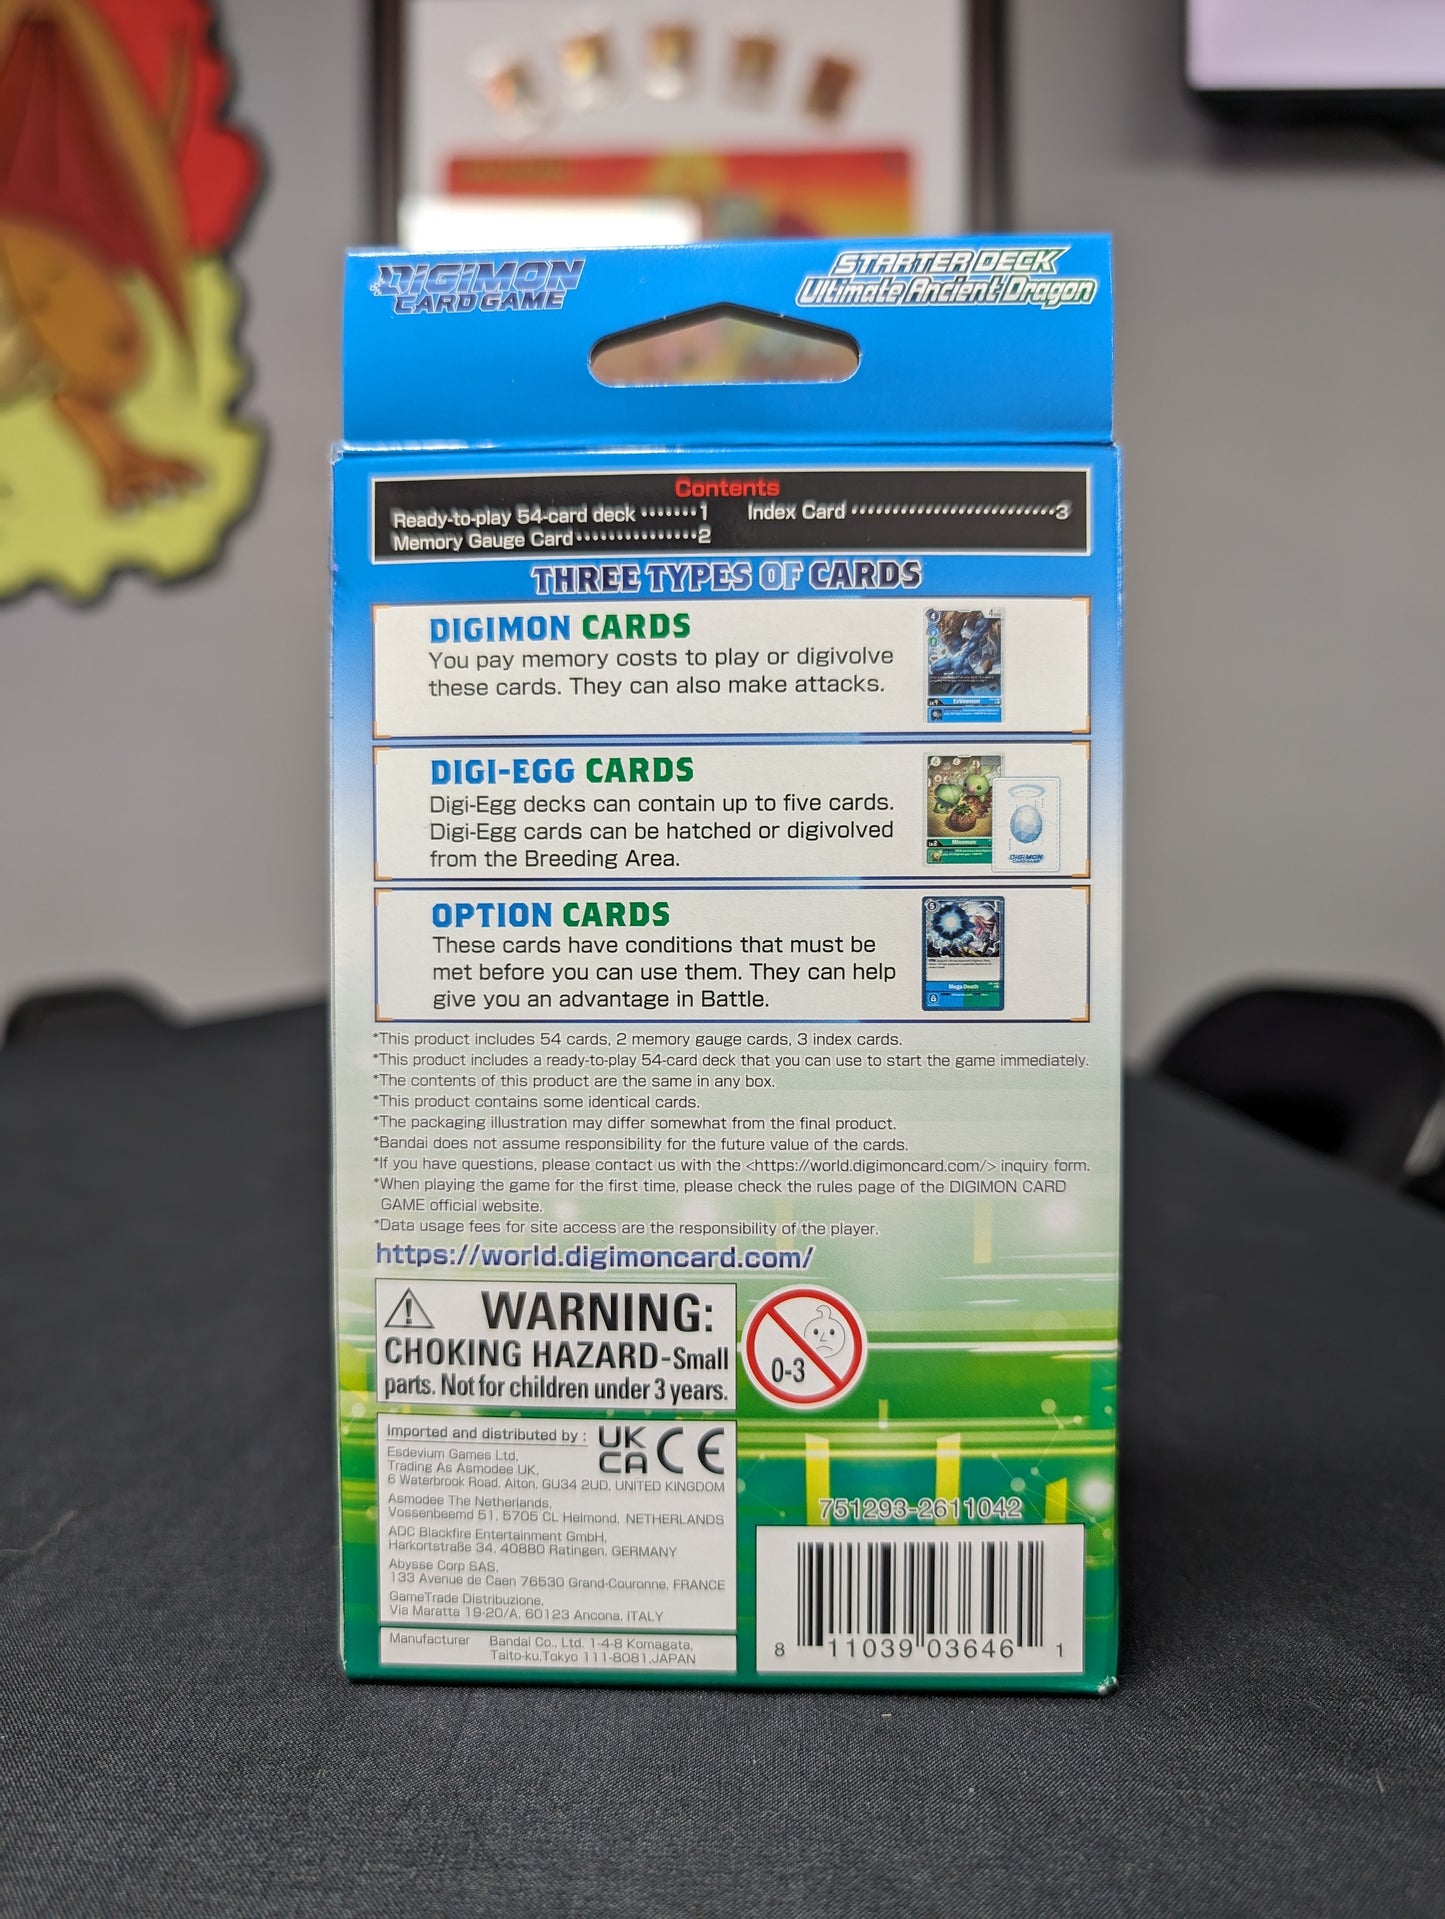 DIGIMON
CARD GAME
STARTER DECK
Ultimate Ancient Dragon
Contents
Ready-to-play 54-card deck ······· 1
Memory Gauge Card ··············· 2
Index Card ·························· 3
THREE TYPES OF CARDS
DIGIMON CARDS
You pay memory costs to play or digivolve
these cards. They can also make attacks.
Lv.4
ExVeemon
DIGI-EGG CARDS
Digi-Egg decks can contain up to five cards.
Digi-Egg cards can be hatched or digivolved
from the Breeding Area.
Lv.2
Minomon
DIGIMON
CARD GAME
OPTION CARDS
These cards have conditions that must be
met before you can use them. They can help
give you an advantage in Battle.
Mega Death
*This product includes 54 cards, 2 memory gauge cards, 3 index cards.
*This product includes a ready-to-play 54-card deck that you can use to start the game immediately.
*The contents of this product are the same in any box.
*This product contains some identical cards.
*The packaging illustration may differ somewhat from the final product.
*Bandai does not assume responsibility for the future value of the cards.
*If you have questions, please contact us with the <https://world.digimoncard.com/> inquiry form.
*When playing the game for the first time, please check the rules page of the DIGIMON CARD
GAME official website.
*Data usage fees for site access are the responsibility of the player.
https://world.digimoncard.com/
WARNING:
CHOKING HAZARD-Small
parts. Not for children under 3 years.
0-3
Imported and distributed by :
UK
CA
CE
Esdevium Games Ltd,
Trading As Asmodee UK,
6 Waterbrook Road, Alton, GU34 2UD, UNITED KINGDOM
Asmodee The Netherlands,
Vossenbeemd 51, 5705 CL Helmond, NETHERLANDS
ADC Blackfire Entertainment GmbH,
Harkortstraße 34, 40880 Ratingen, GERMANY
Abysse Corp SAS,
133 Avenue de Caen 76530 Grand-Couronne, FRANCE
GameTrade Distribuzione,
Via Maratta 19-20/A, 60123 Ancona, ITALY
Manufacturer
Bandai Co., Ltd. 1-4-8 Komagata,
Taito-ku,Tokyo 111-8081,JAPAN
751293-2611042
8 11039 03646 1